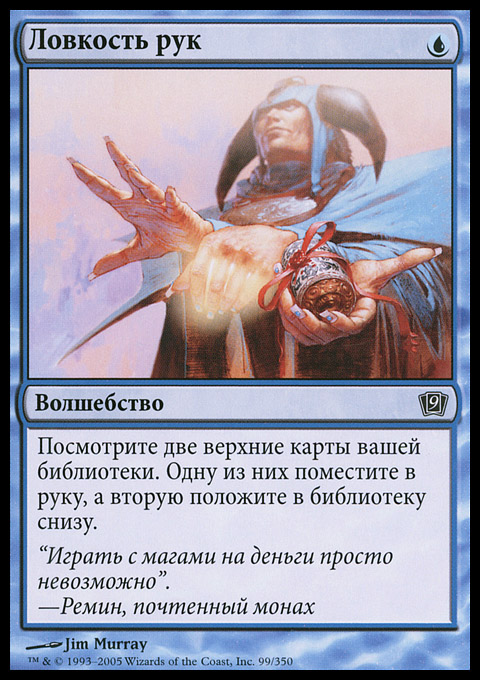 Ловкость рук
9
Волшебство
Посмотрите две верхние карты вашей
библиотеки. Одну из них поместите в
руку, а вторую положите в библиотеку
снизу.
“Играть с магами на деньги просто
невозможно”.
—Ремин, почтенный монах
Jim Murray
™ & © 1993–2005 Wizards of the Coast, Inc. 99/350